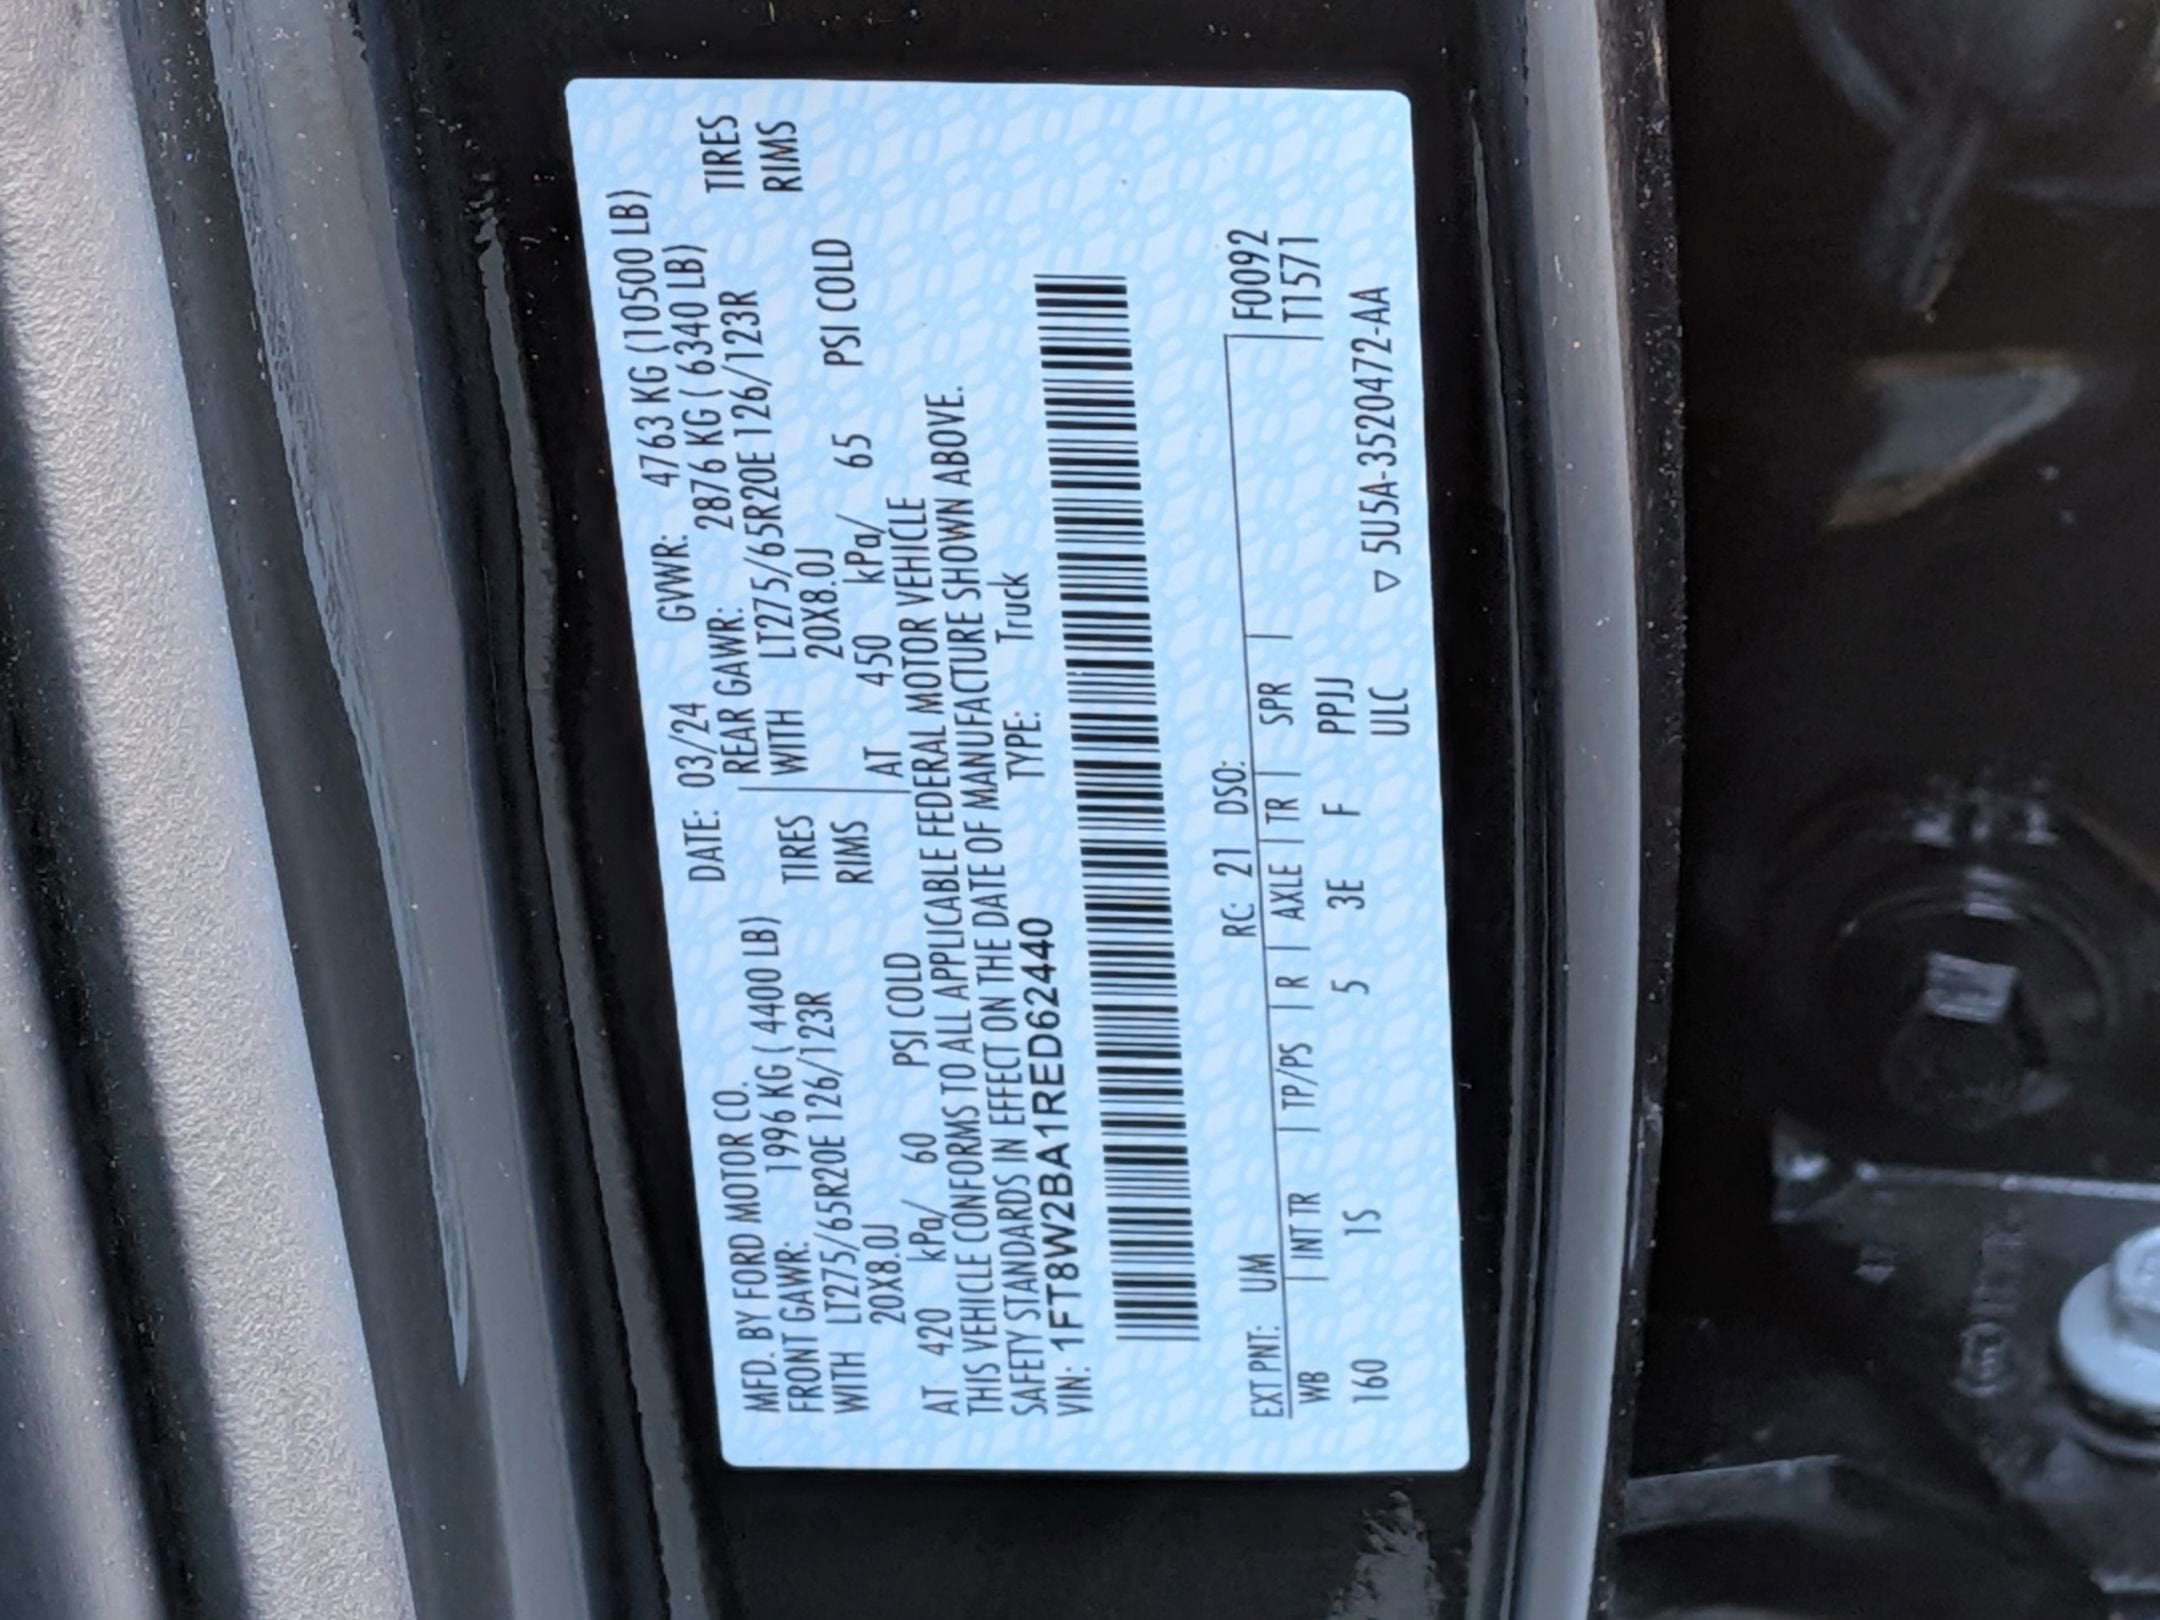 MFD. BY FORD MOTOR CO. DATE: 03/24 GVWR: 4763 KG (10500 LB)
FRONT GAWR: 1996 KG ( 4400 LB) REAR GAWR: 2876 KG ( 6340 LB)
WITH LT275/65R20E 126/123R TIRES WITH LT275/65R20E 126/123R TIRES
20X8.0J RIMS 20X8.0J RIMS
AT 420 kPa/ 60 PSI COLD AT 450 kPa/ 65 PSI COLD
THIS VEHICLE CONFORMS TO ALL APPLICABLE FEDERAL MOTOR VEHICLE
SAFETY STANDARDS IN EFFECT ON THE DATE OF MANUFACTURE SHOWN ABOVE.
VIN: 1FT8W2BA1RED62440 TYPE: Truck
EXT PNT: UM RC: 21 DSO: F0092
WB | INT TR | TP/PS | R | AXLE | TR | SPR | T1571
160 1S 5 3E F PPJJ
ULC ▽ 5U5A-3520472-AA